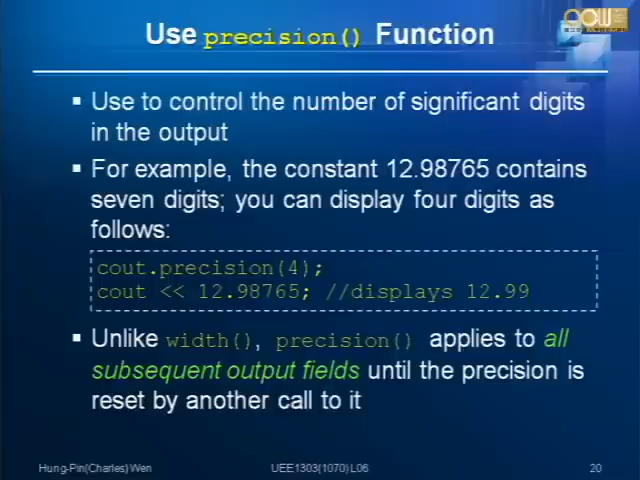 Use precision() Function
▪ Use to control the number of significant digits
in the output
▪ For example, the constant 12.98765 contains
seven digits; you can display four digits as
follows:
cout.precision(4);
cout << 12.98765; //displays 12.99
▪ Unlike width(), precision() applies to all
subsequent output fields until the precision is
reset by another call to it
Hung-Pin(Charles) Wen UEE1303(1070) L06 20